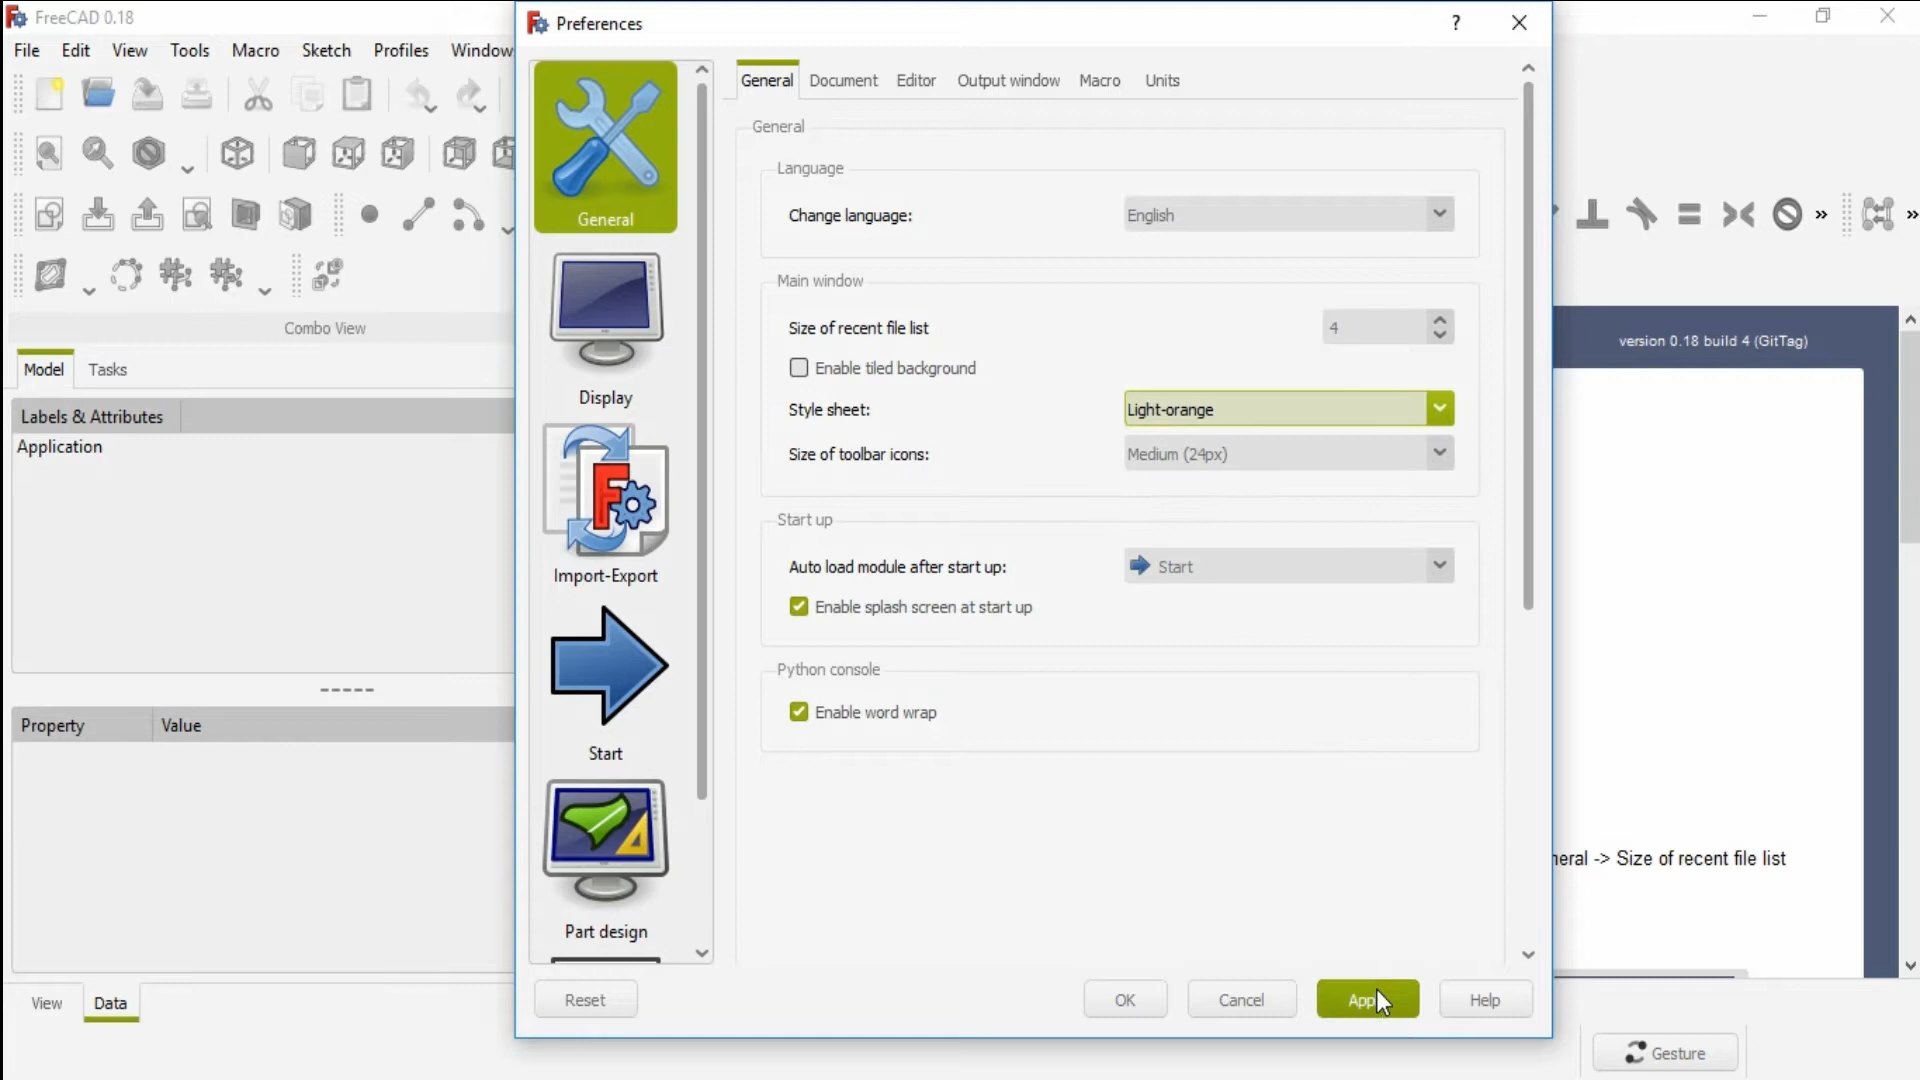 FreeCAD 0.18
File Edit View Tools Macro Sketch Profiles Window
Combo View
Model Tasks
Labels & Attributes
Application
Property Value
View Data
Preferences
?
General
Display
Import-Export
Start
Part design
General Document Editor Output window Macro Units
General
Language
Change language: English
Main window
Size of recent file list 4
Enable tiled background
Style sheet: Light-orange
Size of toolbar icons: Medium (24px)
Start up
Auto load module after start up: Start
Enable splash screen at start up
Python console
Enable word wrap
Reset OK Cancel Help
» »
version 0.18 build 4 (GitTag)
-> Size of recent file list
Gesture